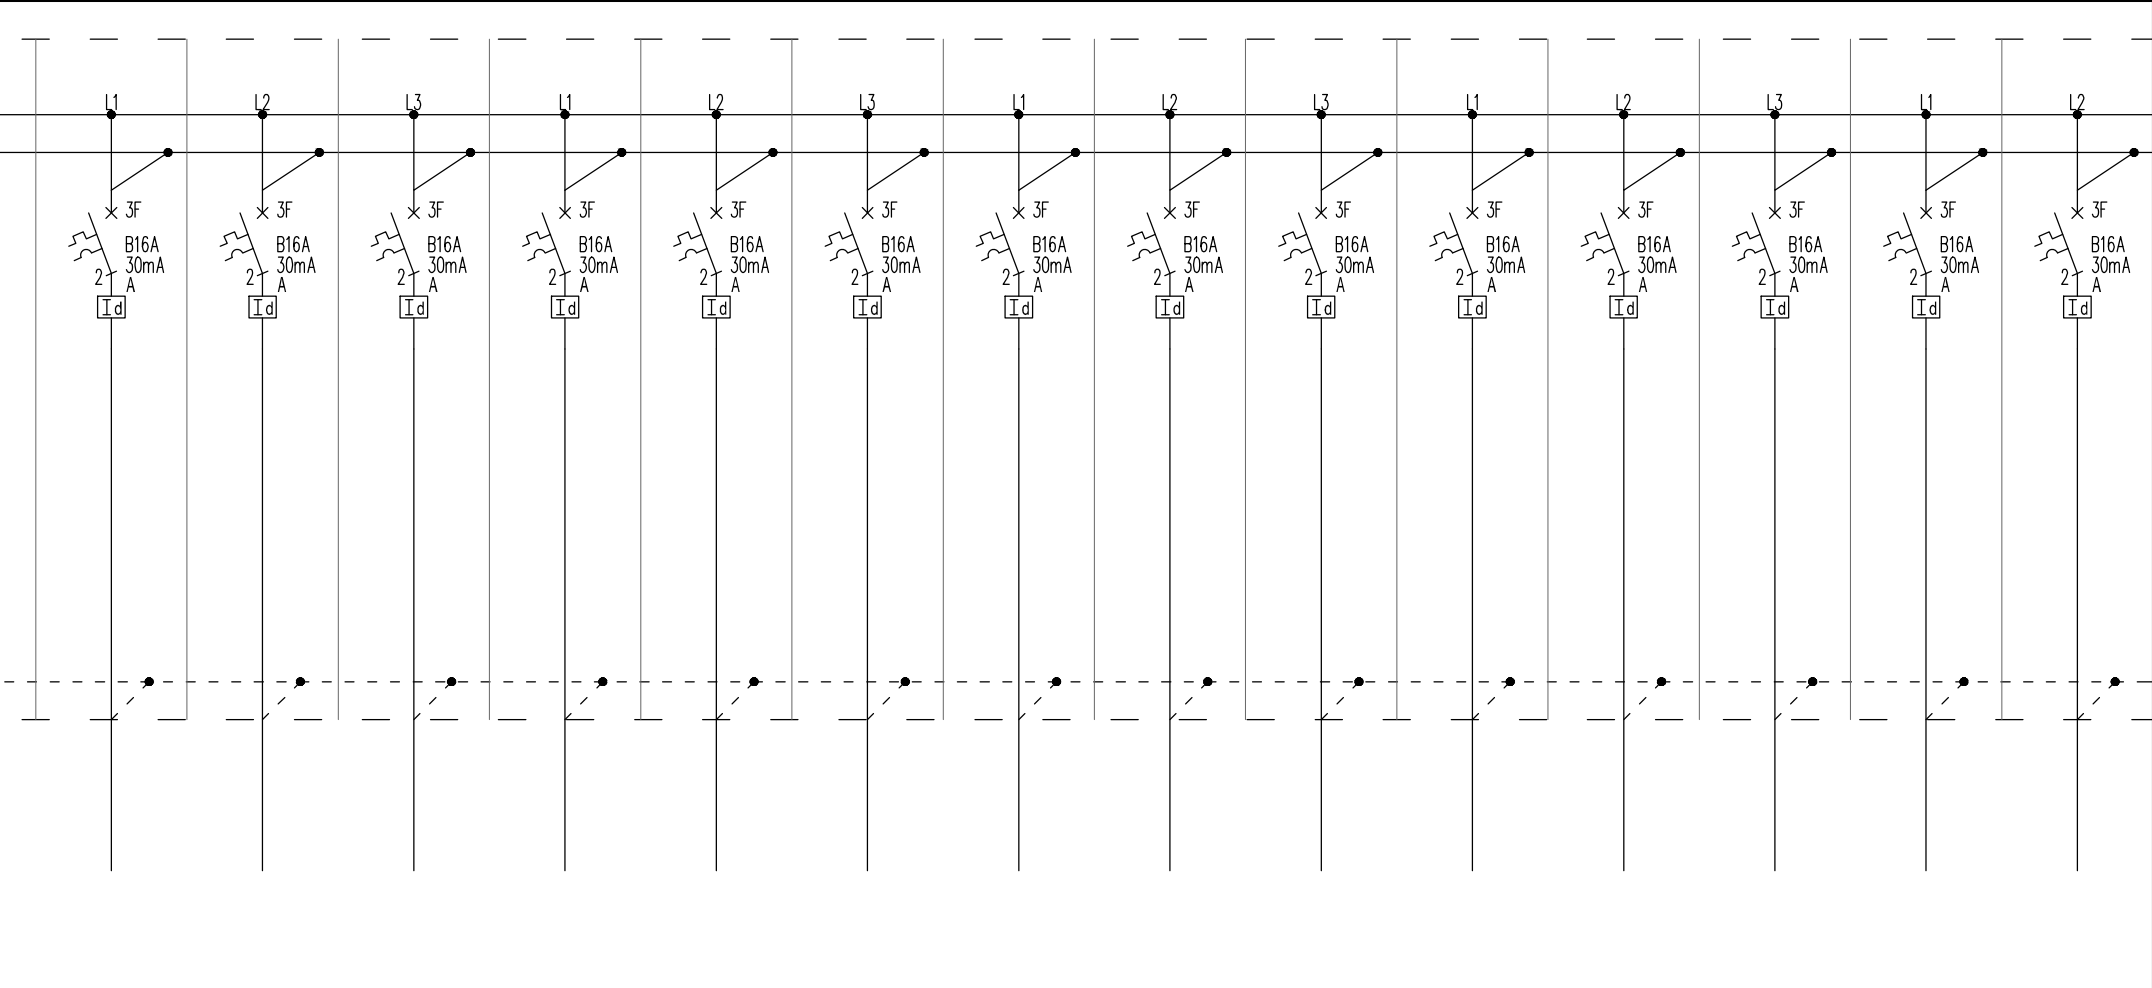 L1 L2 L3 L1 L2 L3 L1 L2 L3 L1 L2 L3 L1 L2
3F 3F 3F 3F 3F 3F 3F 3F 3F 3F 3F 3F 3F 3F
B16A B16A B16A B16A B16A B16A B16A B16A B16A B16A B16A B16A B16A B16A
30mA 30mA 30mA 30mA 30mA 30mA 30mA 30mA 30mA 30mA 30mA 30mA 30mA 30mA
2 A 2 A 2 A 2 A 2 A 2 A 2 A 2 A 2 A 2 A 2 A 2 A 2 A 2 A
Id Id Id Id Id Id Id Id Id Id Id Id Id Id